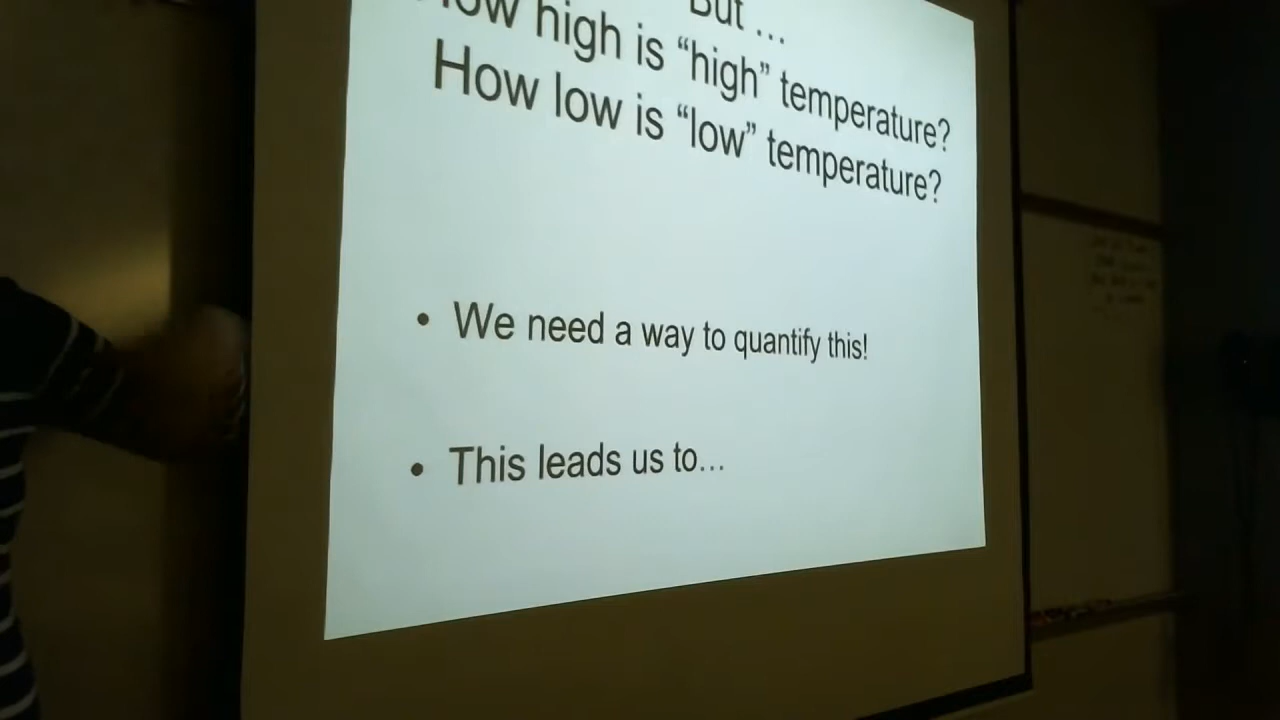 But ...
How high is “high” temperature?
How low is “low” temperature?
• We need a way to quantify this!
• This leads us to...